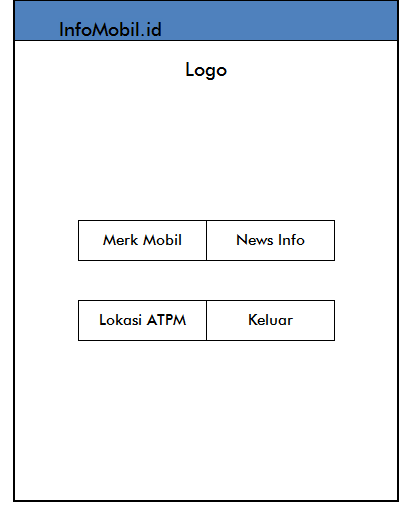 InfoMobil.id
Logo
Merk Mobil News Info
Lokasi ATPM Keluar